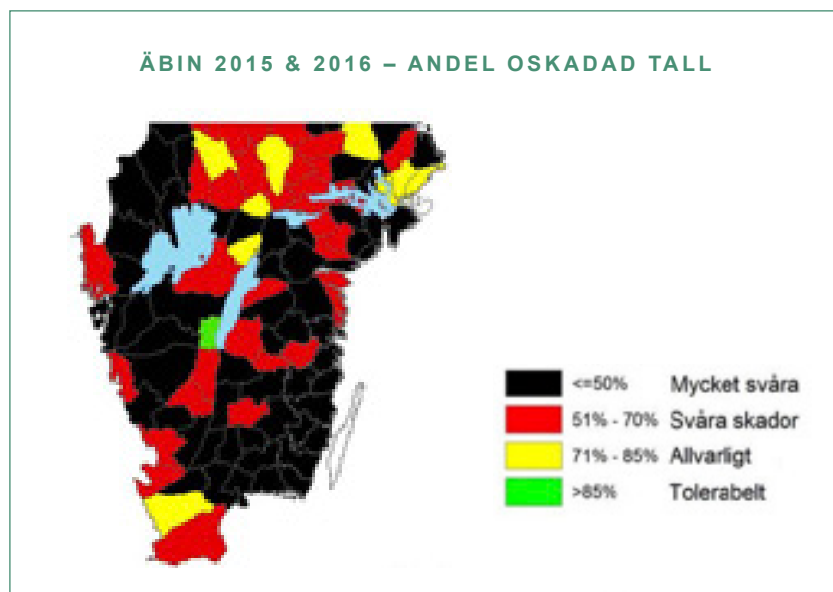 ÄBIN 2015 & 2016 – ANDEL OSKADAD TALL
<=50% Mycket svåra
51% - 70% Svåra skador
71% - 85% Allvarligt
>85% Tolerabelt